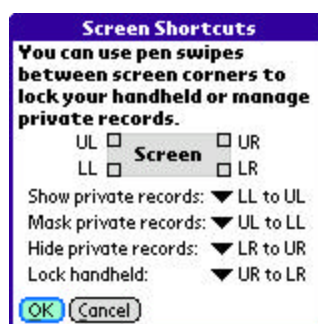 Screen Shortcuts
You can use pen swipes
between screen corners to
lock your handheld or manage
private records.
UL Screen UR
LL LR
Show private records: LL to UL
Mask private records: UL to LL
Hide private records: LR to UR
Lock handheld: UR to LR
OK Cancel